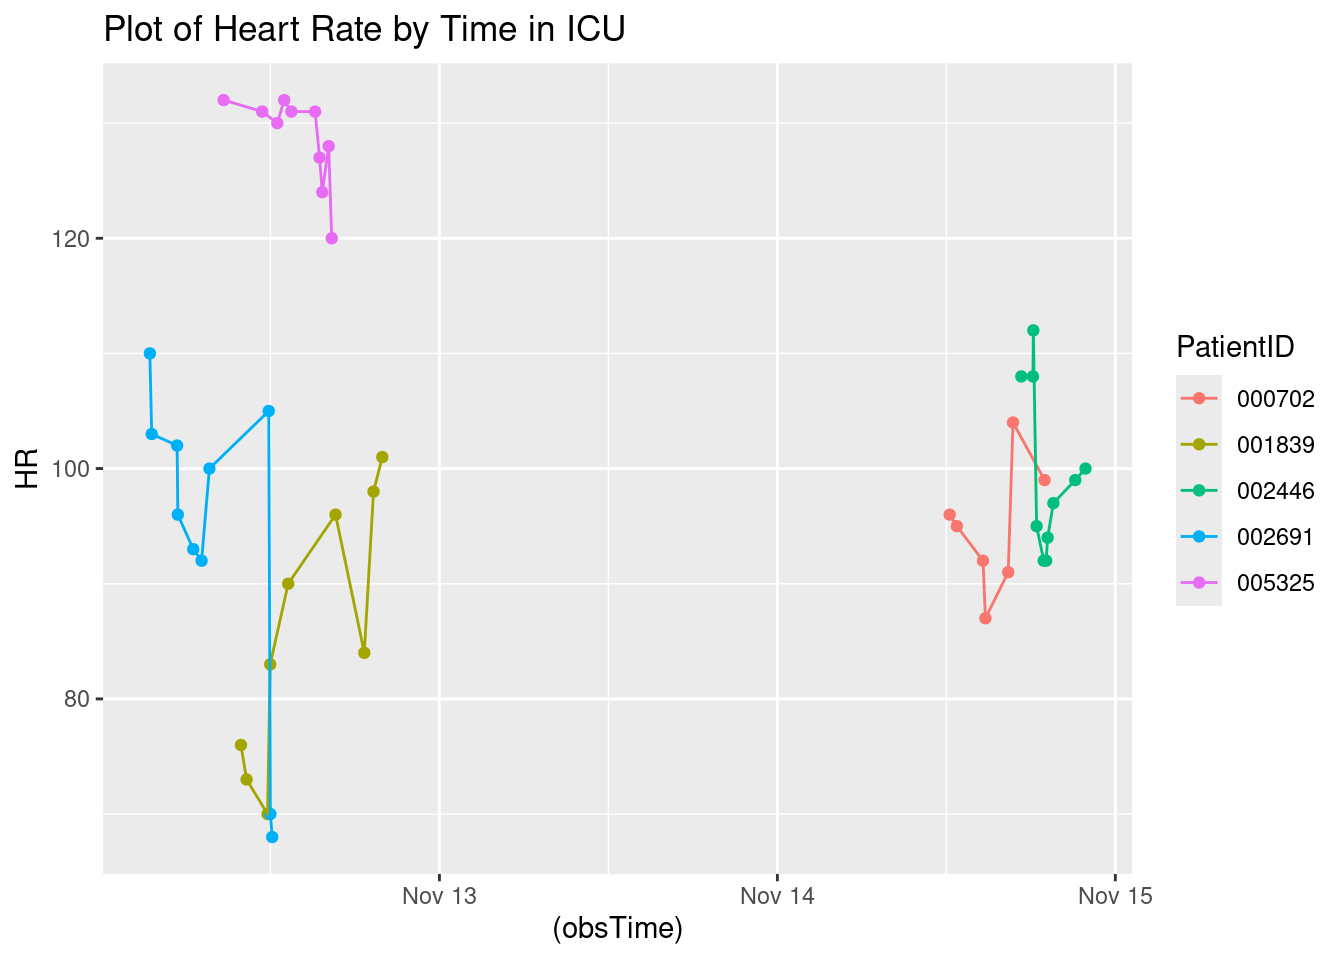 Plot of Heart Rate by Time in ICU
HR
120
100
80
Nov 13
Nov 14
Nov 15
(obsTime)
PatientID
000702
001839
002446
002691
005325